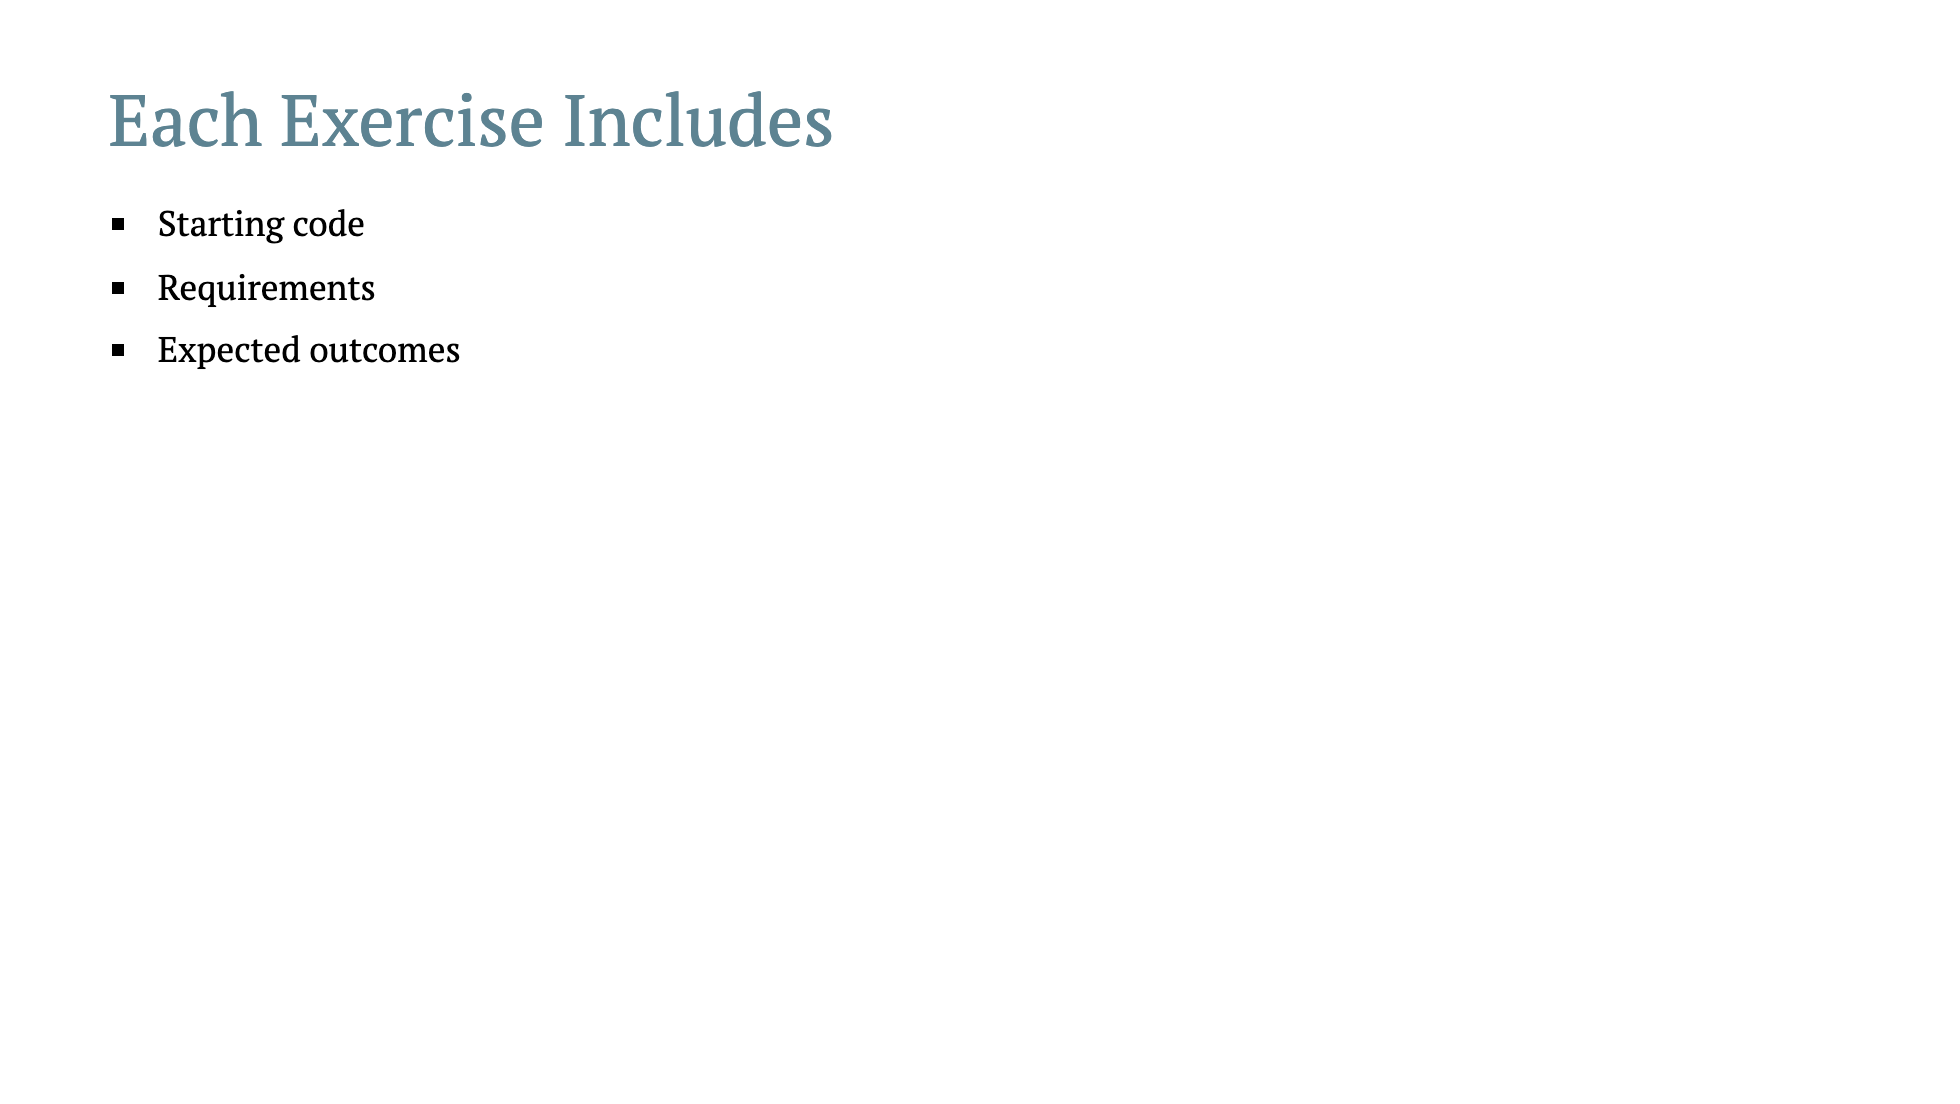 Each Exercise Includes
▪ Starting code
▪ Requirements
▪ Expected outcomes